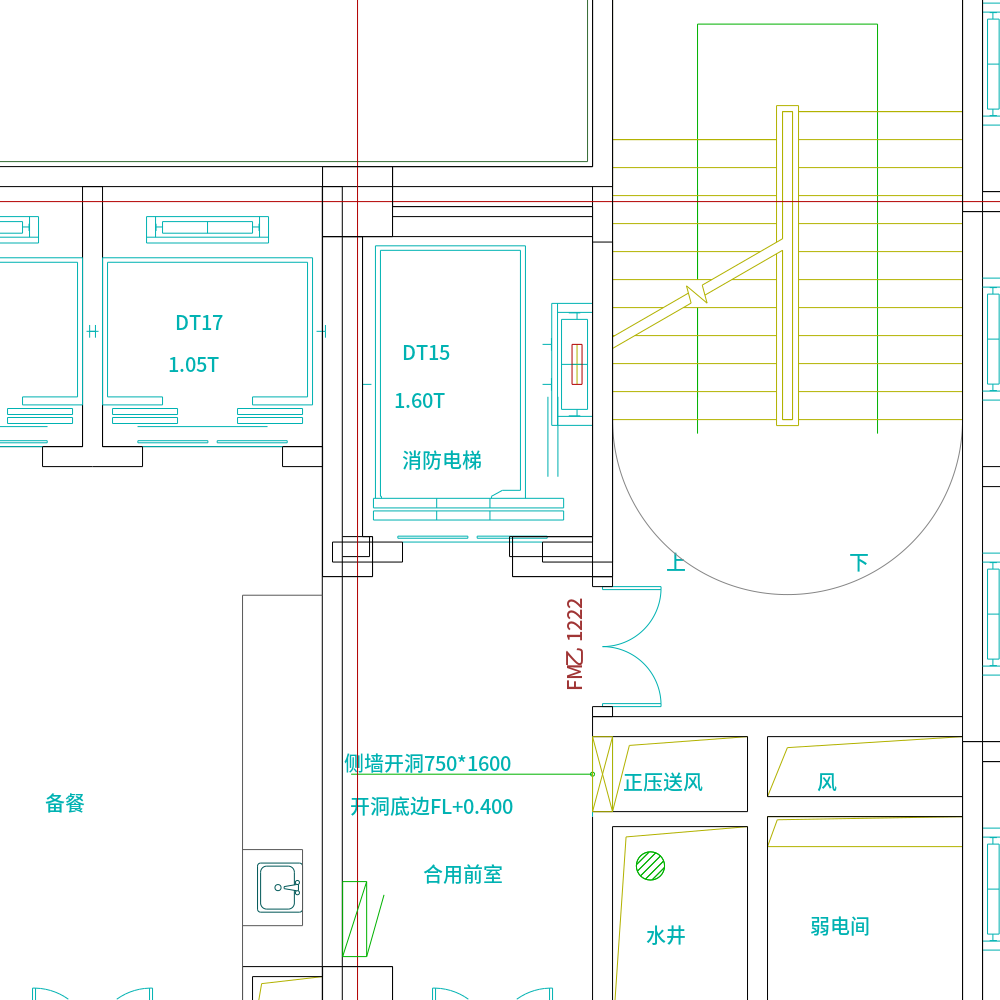 DT17
1.05T
DT15
1.60T
消防电梯
上
下
FM乙 1222
侧墙开洞750*1600
开洞底边FL+0.400
正压送风
风
备餐
合用前室
水井
弱电间